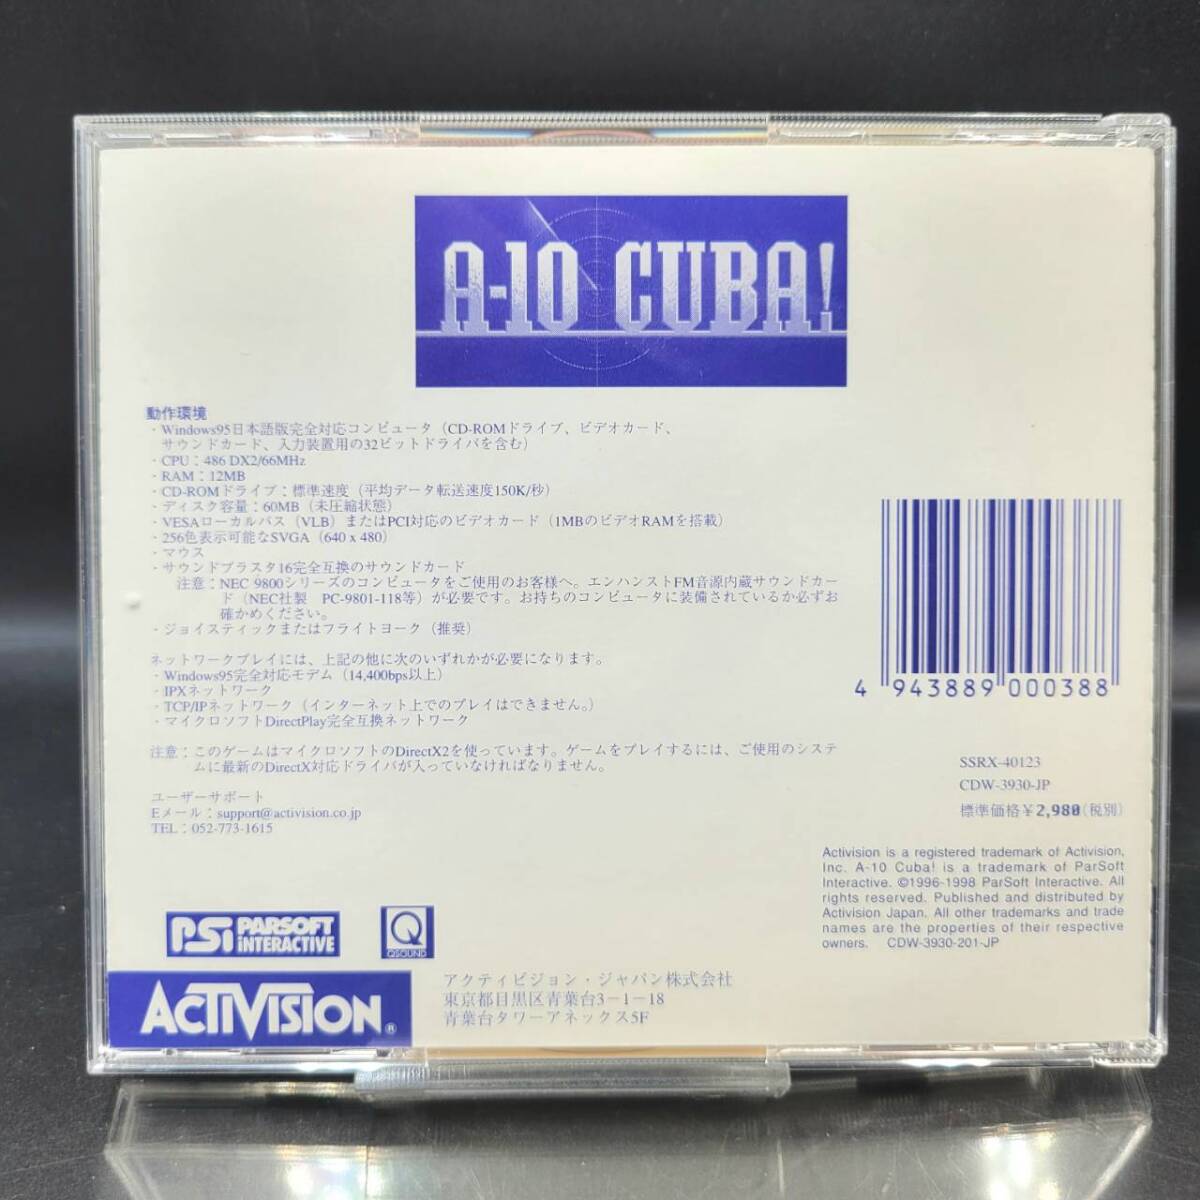 A-10 CUBA!
動作環境
・Windows95日本語版完全対応コンピュータ（CD-ROMドライブ、ビデオカード、
サウンドカード、入力装置用の32ビットドライバを含む）
・CPU：486 DX2/66MHz
・RAM：12MB
・CD-ROMドライブ：標準速度（平均データ転送速度150K/秒）
・ディスク容量：60MB（未圧縮状態）
・VESAローカルバス（VLB）またはPCI対応のビデオカード（1MBのビデオRAMを搭載）
・256色表示可能なSVGA（640 x 480）
・マウス
・サウンドブラスタ16完全互換のサウンドカード
注意：NEC 9800シリーズのコンピュータをご使用のお客様へ。エンハンストFM音源内蔵サウンドカー
ド（NEC社製　PC-9801-118等）が必要です。お持ちのコンピュータに装備されているか必ずお
確かめください。
・ジョイスティックまたはフライトヨーク（推奨）
ネットワークプレイには、上記の他に次のいずれかが必要になります。
・Windows95完全対応モデム（14,400bps以上）
・IPXネットワーク
・TCP/IPネットワーク（インターネット上でのプレイはできません。）
・マイクロソフトDirectPlay完全互換ネットワーク
注意：このゲームはマイクロソフトのDirectX2を使っています。ゲームをプレイするには、ご使用のシステ
ムに最新のDirectX対応ドライバが入っていなければなりません。
ユーザーサポート
Eメール：support@activision.co.jp
TEL：052-773-1615
4 943889 000388
SSRX-40123
CDW-3930-JP
標準価格￥2,980（税別）
Activision is a registered trademark of Activision,
Inc. A-10 Cuba! is a trademark of ParSoft
Interactive. ©1996-1998 ParSoft Interactive. All
rights reserved. Published and distributed by
Activision Japan. All other trademarks and trade
names are the properties of their respective
owners. CDW-3930-201-JP
PSI PARSOFT
INTERACTIVE
Q
QSOUND
ACTIVISION®
アクティビジョン・ジャパン株式会社
東京都目黒区青葉台3－1－18
青葉台タワーアネックス5F